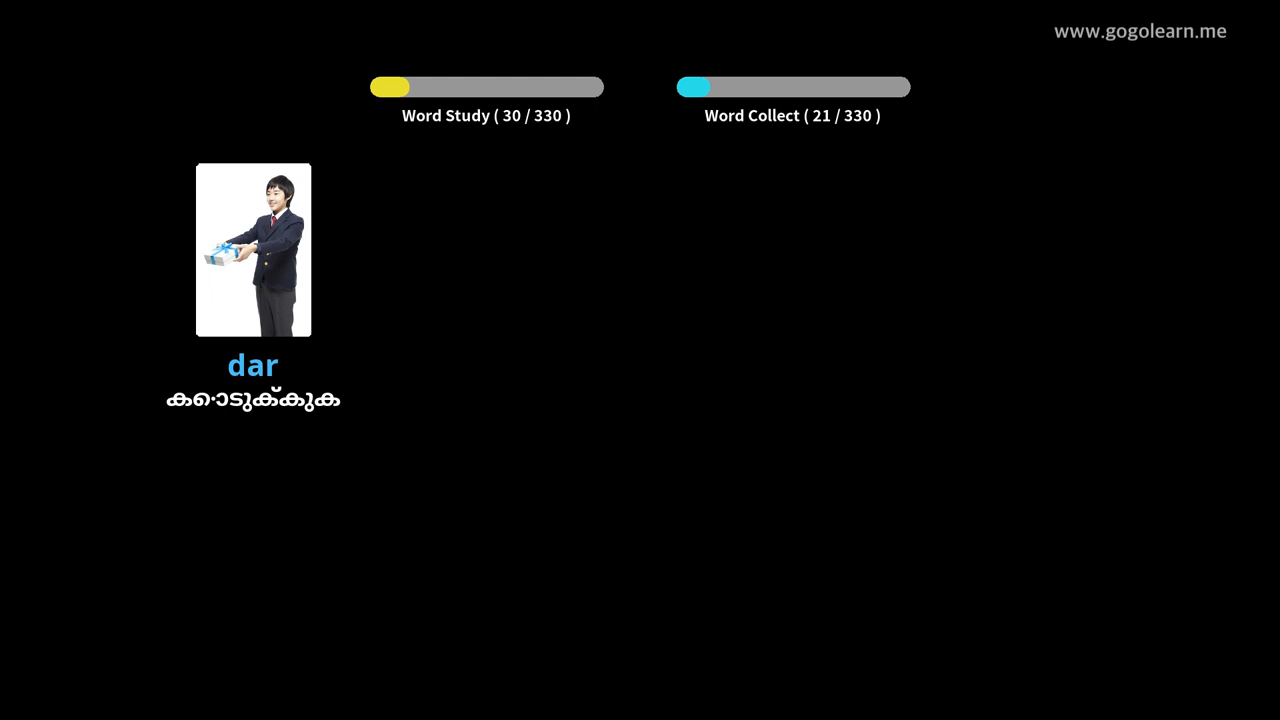 www.gogolearn.me
Word Study ( 30 / 330 )
Word Collect ( 21 / 330 )
dar
കൊടുക്കുക